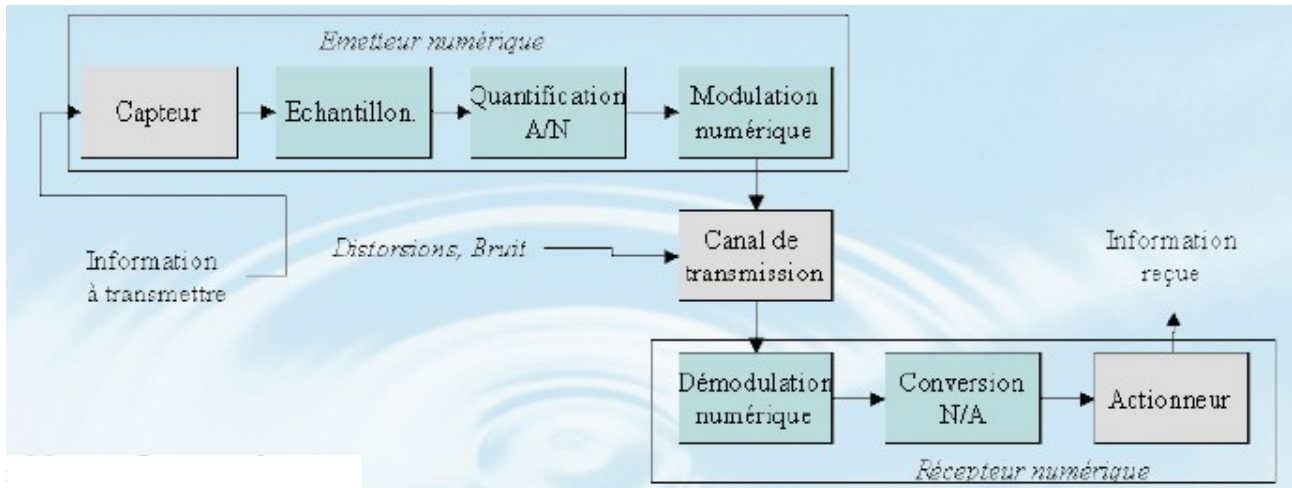 Emetteur numérique
Capteur
Echantillon.
Quantification
A/N
Modulation
numérique
Information
à transmettre
Distorsions, Bruit
Canal de
transmission
Information
reçue
Démodulation
numérique
Conversion
N/A
Actionneur
Récepteur numérique